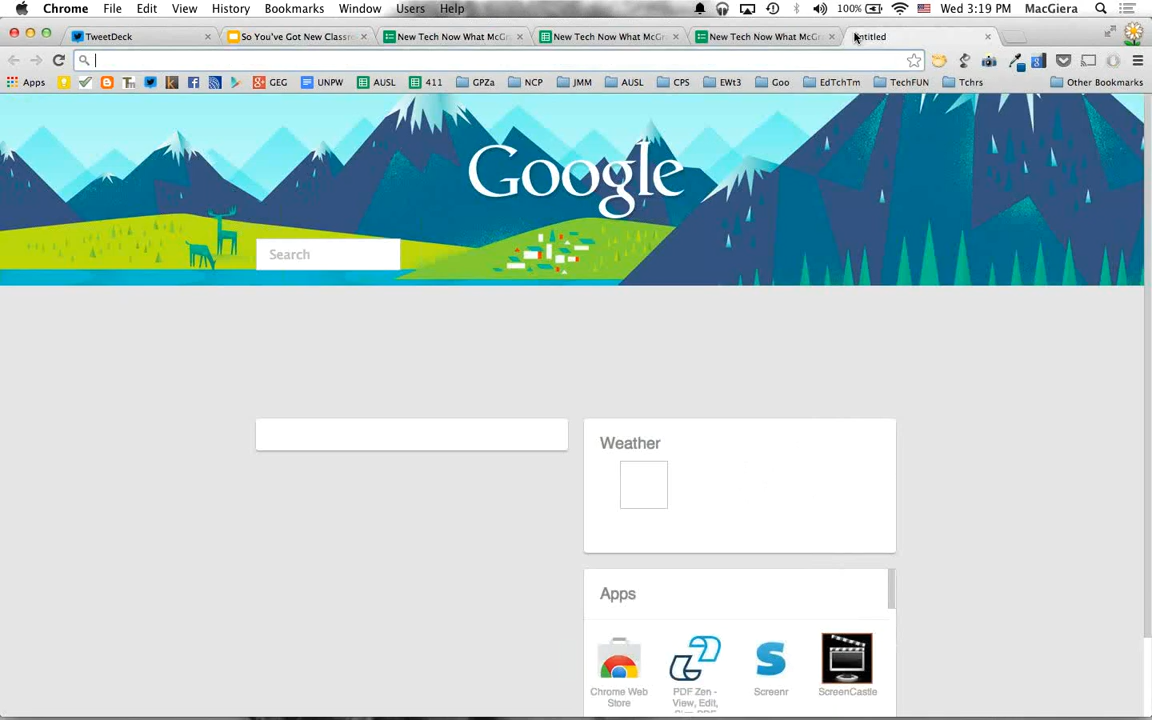 Chrome File Edit View History Bookmarks Window Users Help 100% Wed 3:19 PM MacGiera
TweetDeck So You've Got New Classr New Tech Now What McGr New Tech Now What McGr New Tech Now What McGr Untitled
Apps GEG UNPW AUSL 411 GPZa NCP JMM AUSL CPS EWt3 Goo EdTchTm TechFUN Tchrs Other Bookmarks
Google
Search
Weather
Apps
Chrome Web Store
PDF Zen - View, Edit,
Screenr
ScreenCastle